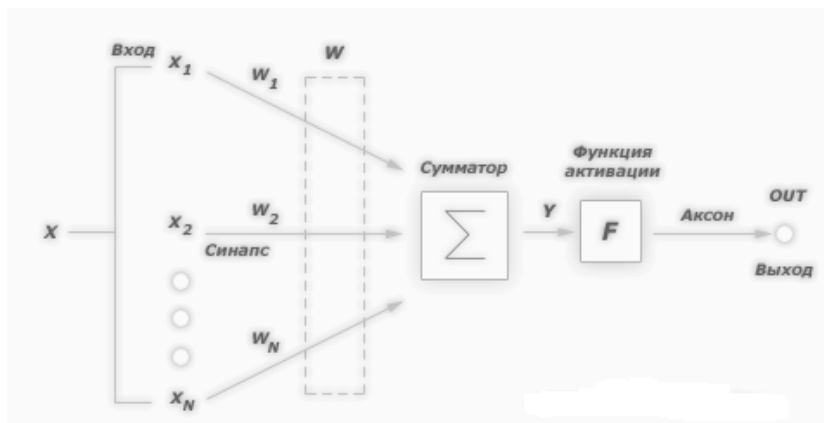 Вход
X1
W1
W
X
X2
W2
Синапс
WN
XN
Сумматор
Σ
Y
Функция
активации
F
Аксон
OUT
Выход